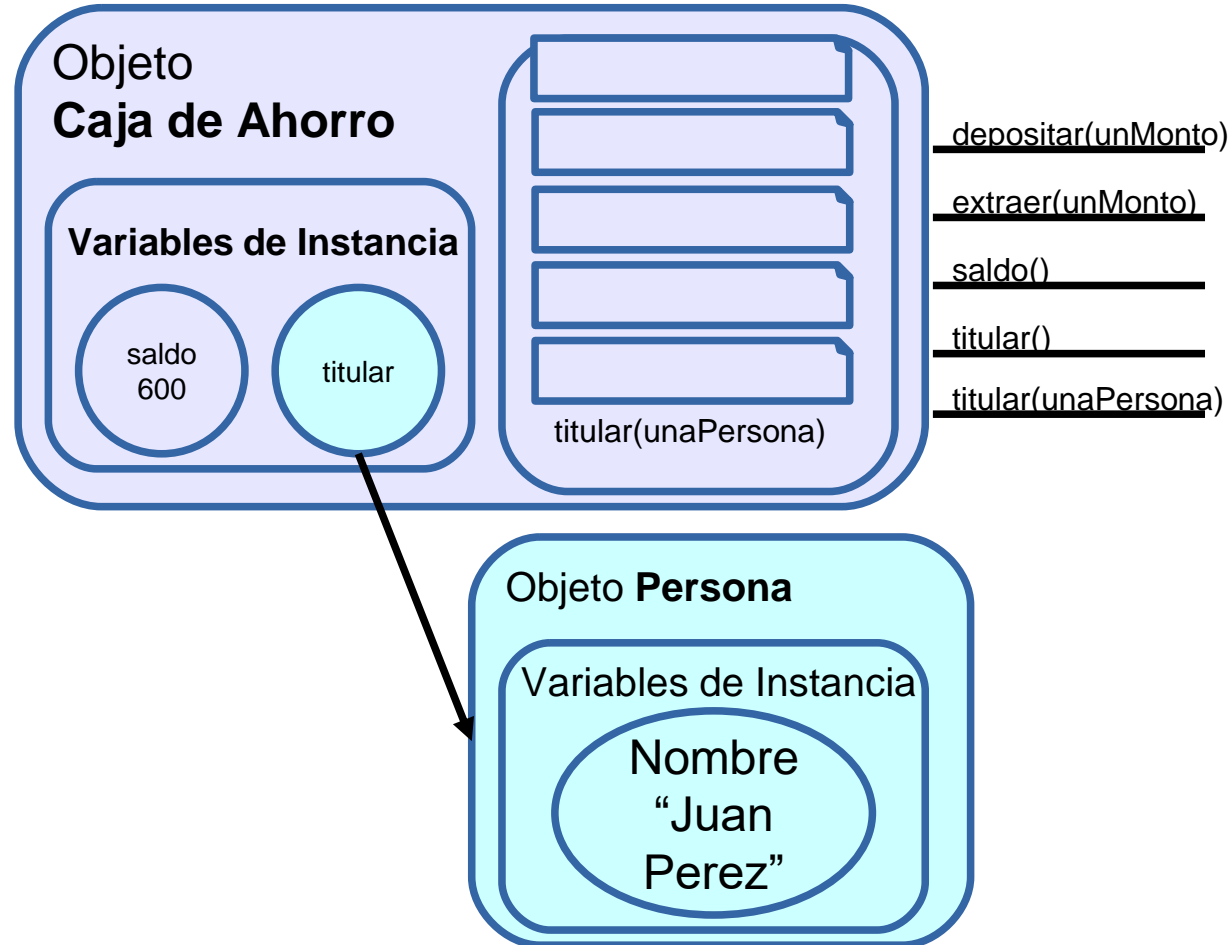 Objeto
Caja de Ahorro
Variables de Instancia
saldo
600
titular
titular(unaPersona)
depositar(unMonto)
extraer(unMonto)
saldo()
titular()
titular(unaPersona)
Objeto Persona
Variables de Instancia
Nombre
“Juan
Perez”